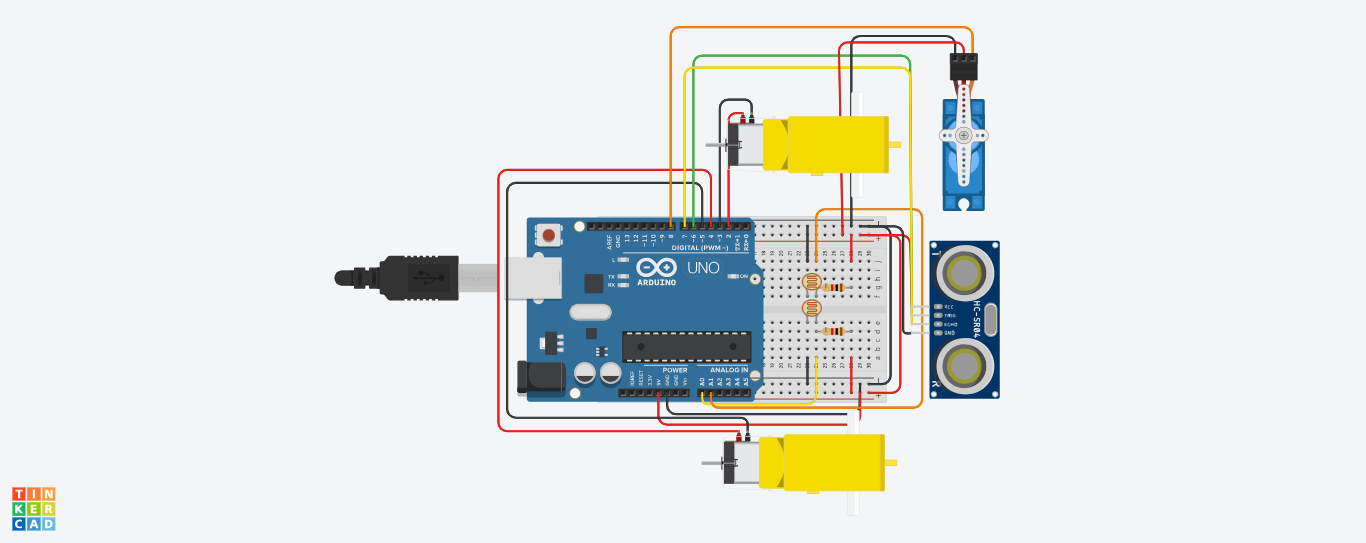 AREF
GND
13
12
~11
~10
~9
8
7
~6
~5
4
~3
2
TX→1
RX←0
DIGITAL (PWM~)
L
TX
RX
UNO
ARDUINO
ON
IOREF
RESET
3.3V
5V
GND
GND
Vin
POWER
ANALOG IN
A0
A1
A2
A3
A4
A5
VCC
TRIG
ECHO
GND
HC-SR04
T
R
TIN
KER
CAD